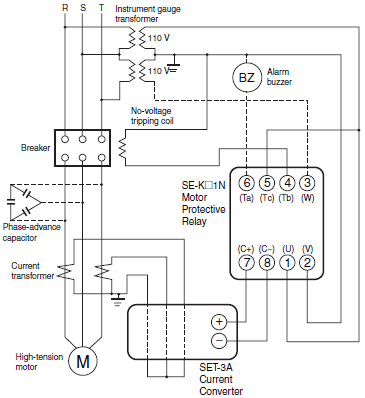 R S T
Instrument gauge
transformer
110 V
110 V
BZ
Alarm
buzzer
No-voltage
tripping coil
Breaker
SE-K□1N
Motor
Protective
Relay
6 5 4 3
(Ta) (Tc) (Tb) (W)
Phase-advance
capacitor
(C+) (C−) (U) (V)
7 8 1 2
Current
transformer
+
−
High-tension
motor
M
SET-3A
Current
Converter